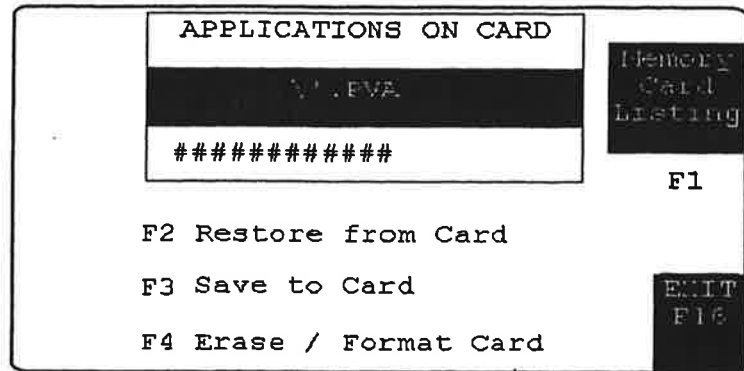 APPLICATIONS ON CARD
.PVA
############
Memory
Card
Listing
F1
F2 Restore from Card
F3 Save to Card
F4 Erase / Format Card
EXIT